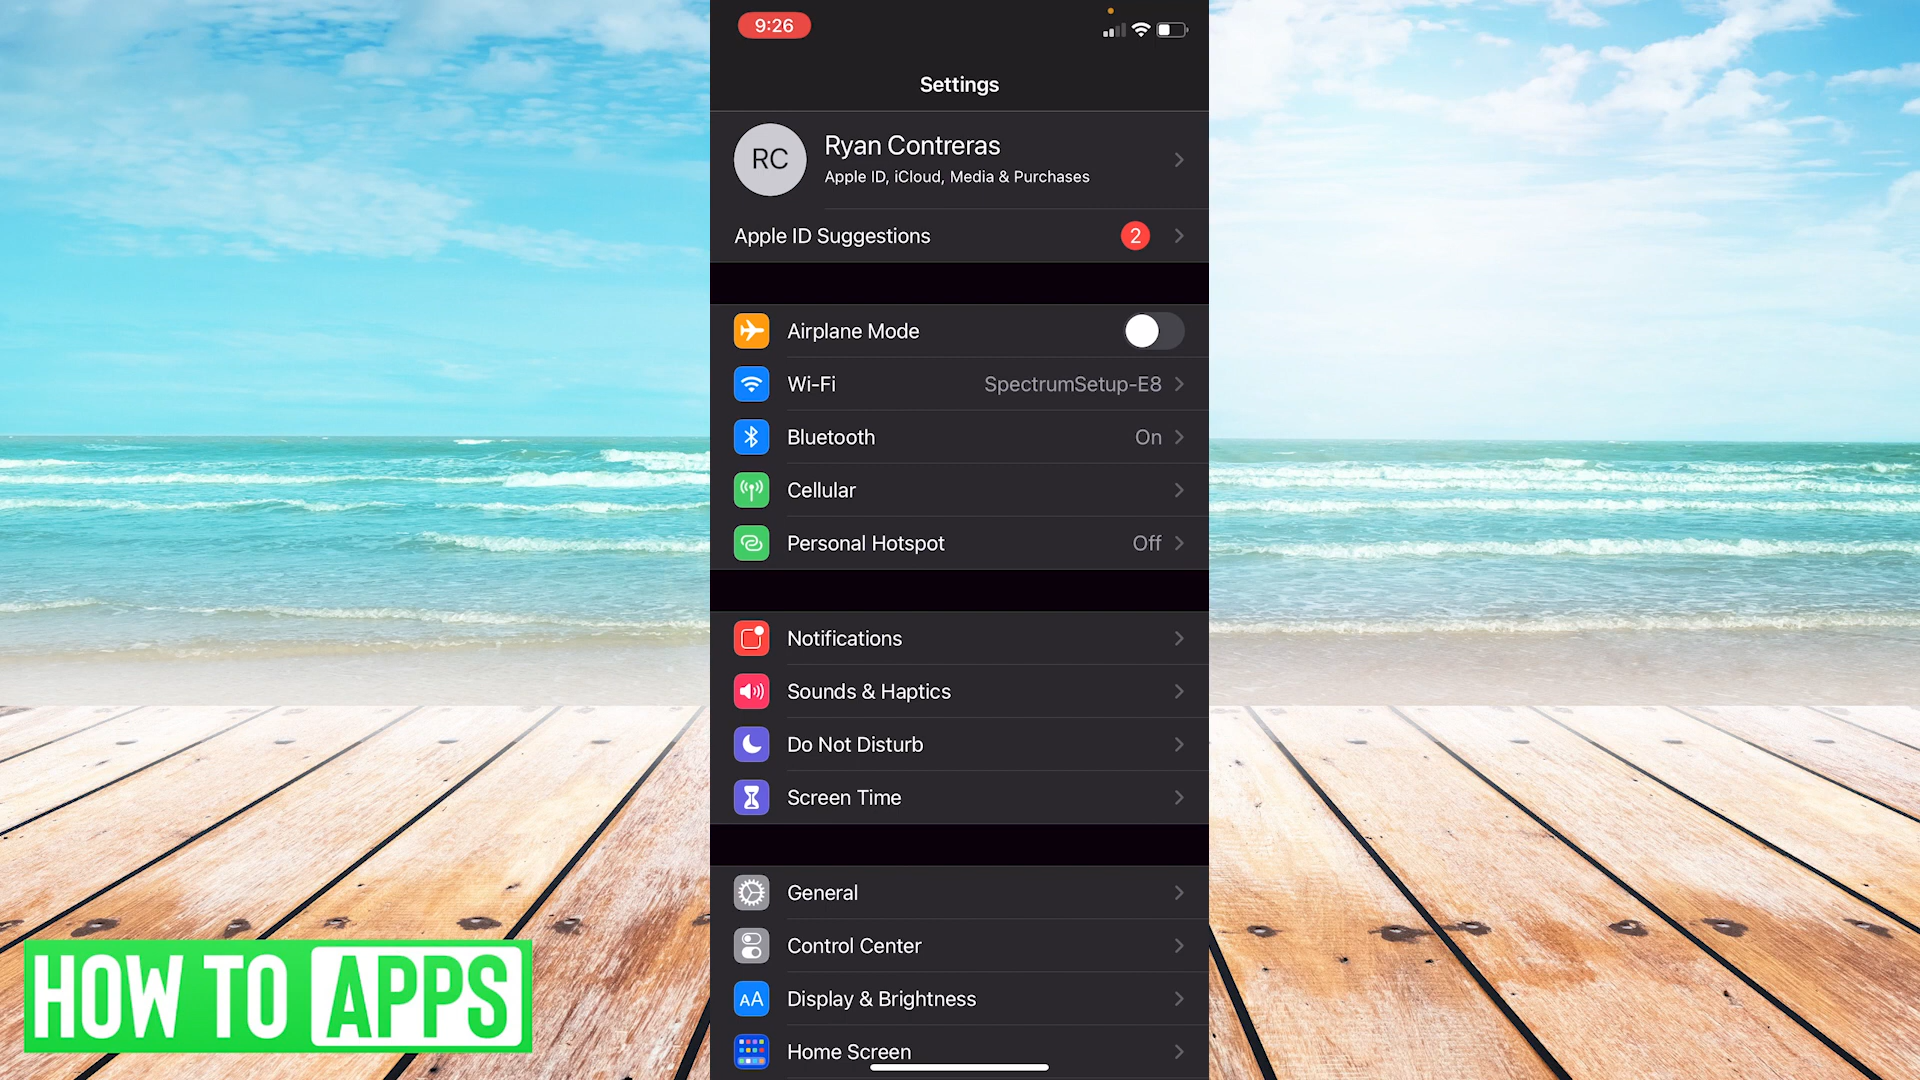 9:26
Settings
RC
Ryan Contreras
Apple ID, iCloud, Media & Purchases
Apple ID Suggestions 2
Airplane Mode
Wi-Fi SpectrumSetup-E8
Bluetooth On
Cellular
Personal Hotspot Off
Notifications
Sounds & Haptics
Do Not Disturb
Screen Time
General
Control Center
AA Display & Brightness
Home Screen
HOW TO APPS